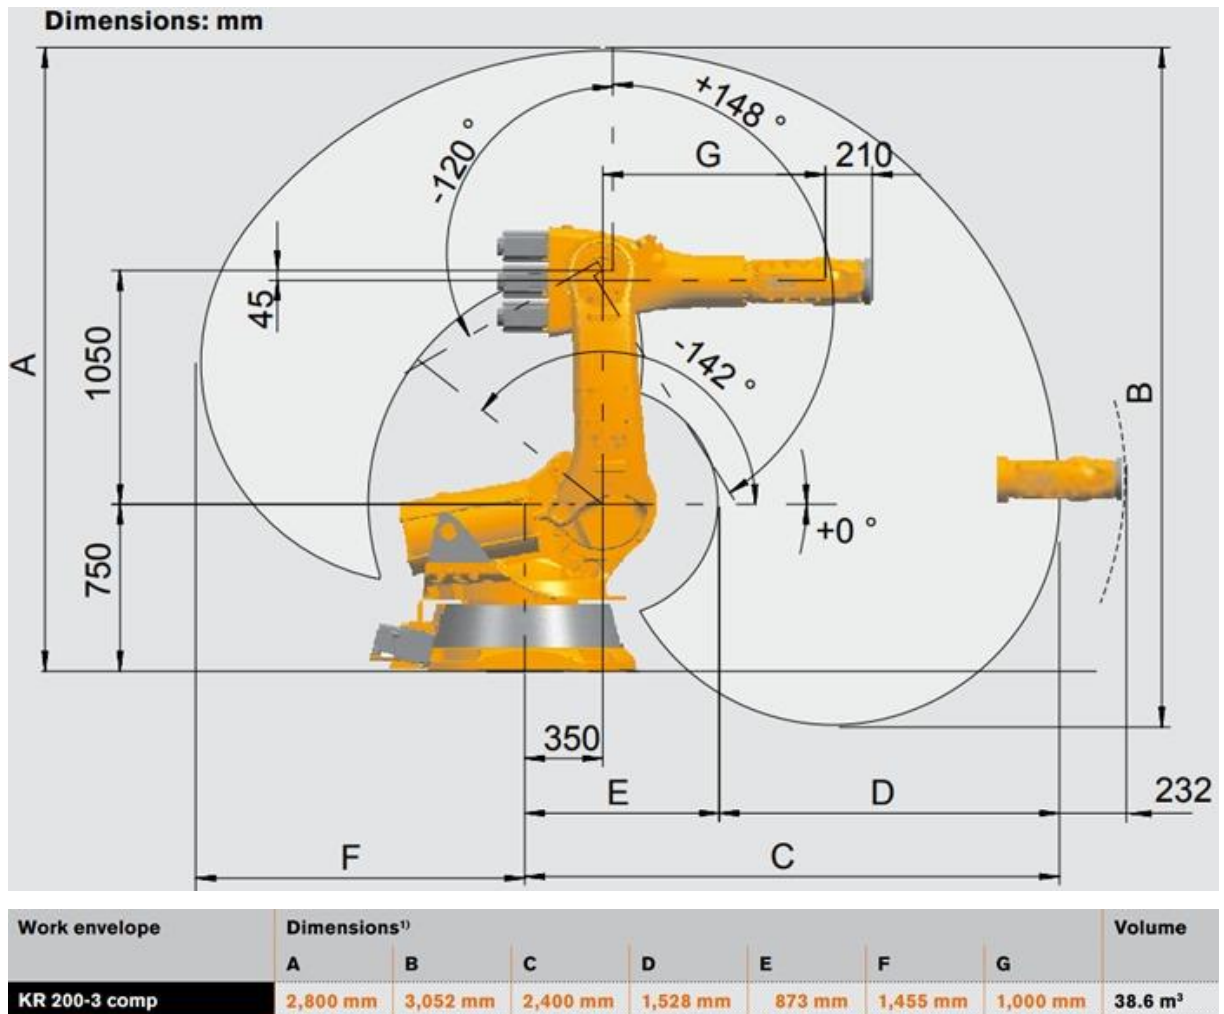 Dimensions: mm
+148 °
-120 °
G
210
45
A
1050
-142 °
B
+0 °
750
350
E
D
232
F
C
Work envelope
Dimensions¹⁾
Volume
A B C D E F G
KR 200-3 comp 2,800 mm 3,052 mm 2,400 mm 1,528 mm 873 mm 1,455 mm 1,000 mm 38.6 m³